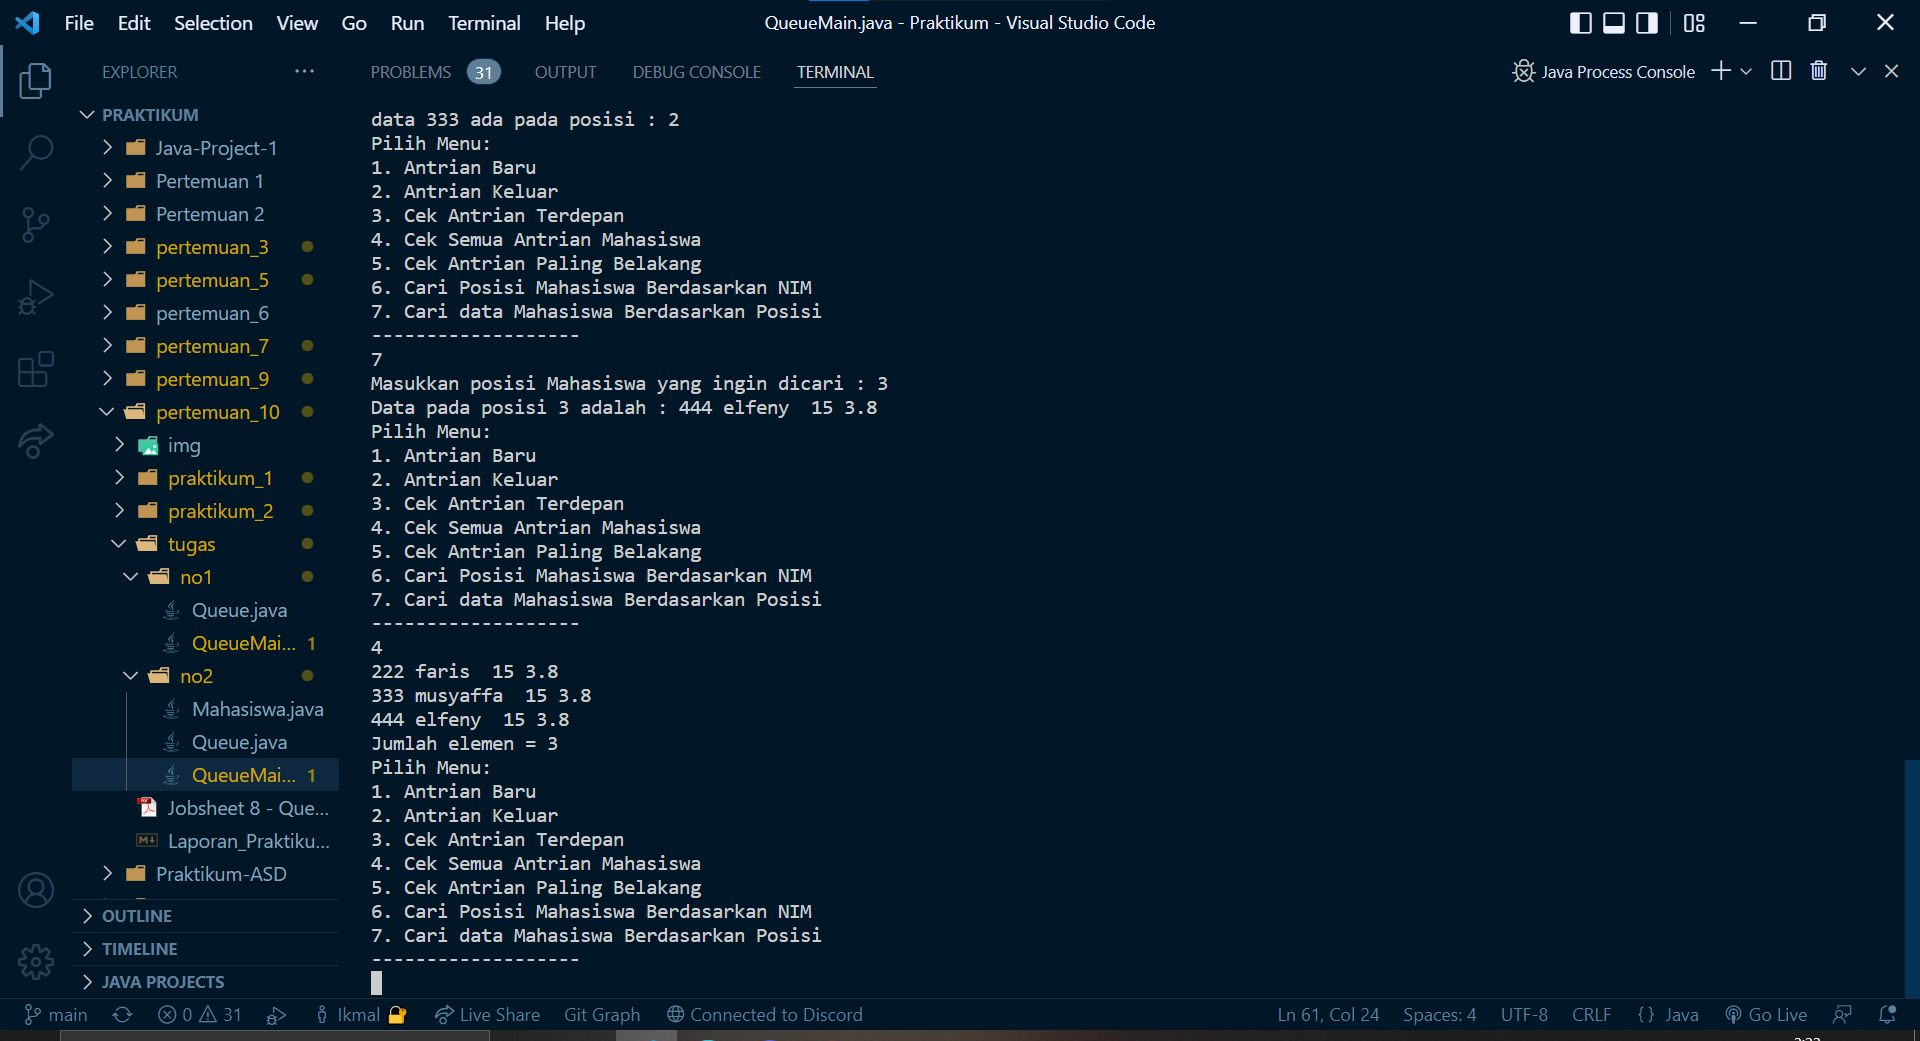 File Edit Selection View Go Run Terminal Help
QueueMain.java - Praktikum - Visual Studio Code
EXPLORER
PRAKTIKUM
Java-Project-1
Pertemuan 1
Pertemuan 2
pertemuan_3
pertemuan_5
pertemuan_6
pertemuan_7
pertemuan_9
pertemuan_10
img
praktikum_1
praktikum_2
tugas
no1
Queue.java
QueueMai... 1
no2
Mahasiswa.java
Queue.java
QueueMai... 1
Jobsheet 8 - Que...
Laporan_Praktiku...
Praktikum-ASD
OUTLINE
TIMELINE
JAVA PROJECTS
PROBLEMS 31 OUTPUT DEBUG CONSOLE TERMINAL
Java Process Console
data 333 ada pada posisi : 2
Pilih Menu:
1. Antrian Baru
2. Antrian Keluar
3. Cek Antrian Terdepan
4. Cek Semua Antrian Mahasiswa
5. Cek Antrian Paling Belakang
6. Cari Posisi Mahasiswa Berdasarkan NIM
7. Cari data Mahasiswa Berdasarkan Posisi
-------------------
7
Masukkan posisi Mahasiswa yang ingin dicari : 3
Data pada posisi 3 adalah : 444 elfeny  15 3.8
Pilih Menu:
1. Antrian Baru
2. Antrian Keluar
3. Cek Antrian Terdepan
4. Cek Semua Antrian Mahasiswa
5. Cek Antrian Paling Belakang
6. Cari Posisi Mahasiswa Berdasarkan NIM
7. Cari data Mahasiswa Berdasarkan Posisi
-------------------
4
222 faris  15 3.8
333 musyaffa  15 3.8
444 elfeny  15 3.8
Jumlah elemen = 3
Pilih Menu:
1. Antrian Baru
2. Antrian Keluar
3. Cek Antrian Terdepan
4. Cek Semua Antrian Mahasiswa
5. Cek Antrian Paling Belakang
6. Cari Posisi Mahasiswa Berdasarkan NIM
7. Cari data Mahasiswa Berdasarkan Posisi
-------------------
main 0 31 Ikmal Live Share Git Graph Connected to Discord Ln 61, Col 24 Spaces: 4 UTF-8 CRLF {} Java Go Live